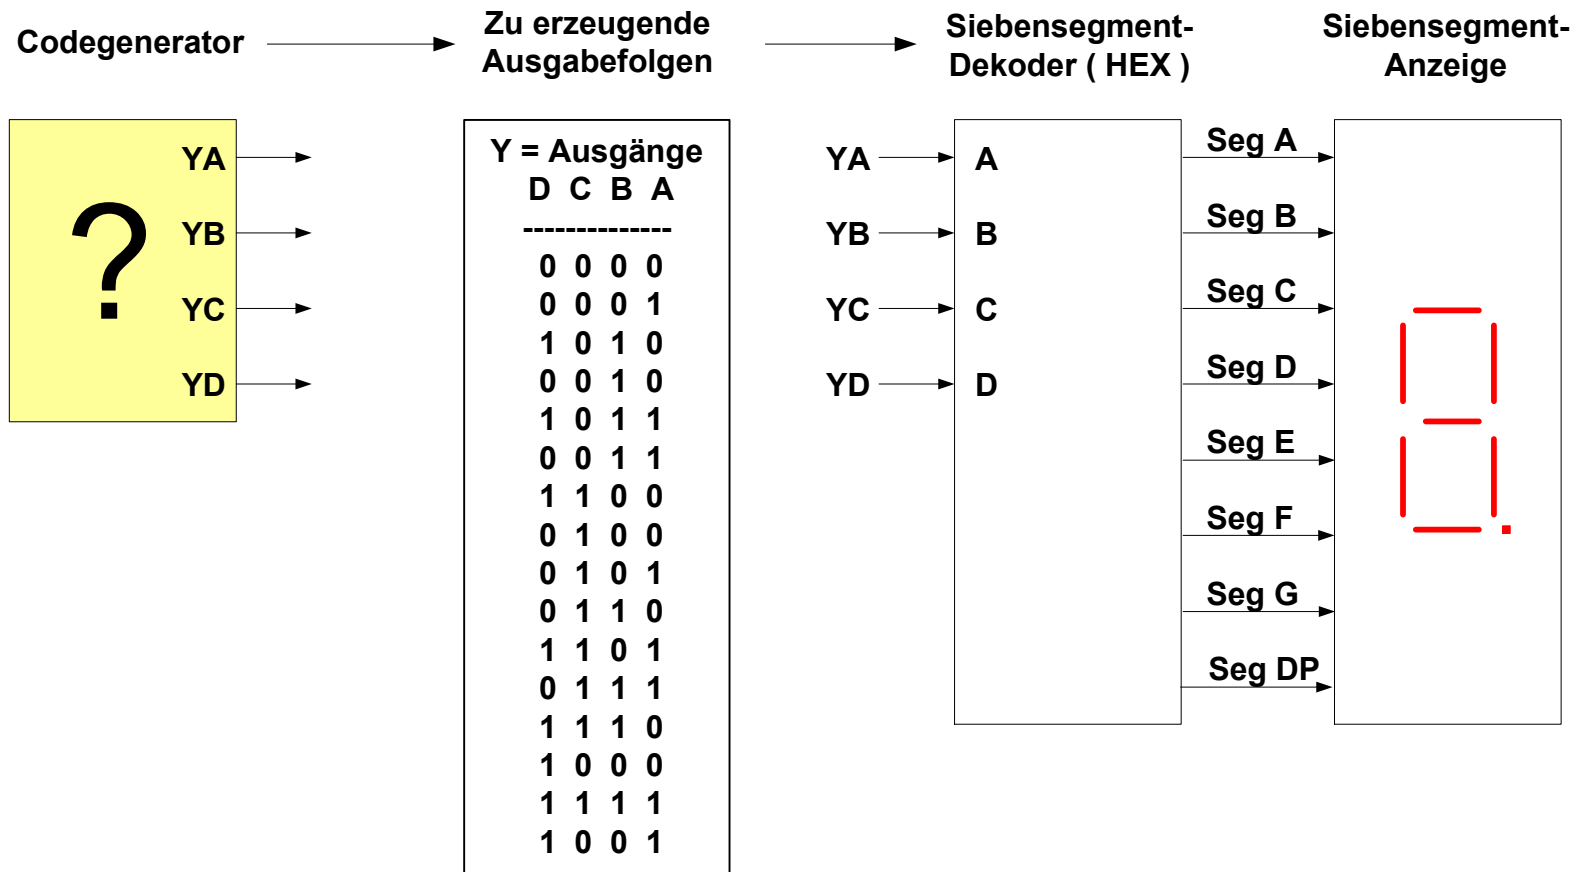 Codegenerator
Zu erzeugende
Ausgabefolgen
Siebensegment-
Dekoder ( HEX )
Siebensegment-
Anzeige
?
YA
YB
YC
YD
Y = Ausgänge
D C B A
--------------
0 0 0 0
0 0 0 1
1 0 1 0
0 0 1 0
1 0 1 1
0 0 1 1
1 1 0 0
0 1 0 0
0 1 0 1
0 1 1 0
1 1 0 1
0 1 1 1
1 1 1 0
1 0 0 0
1 1 1 1
1 0 0 1
YA
YB
YC
YD
A
B
C
D
Seg A
Seg B
Seg C
Seg D
Seg E
Seg F
Seg G
Seg DP
8.